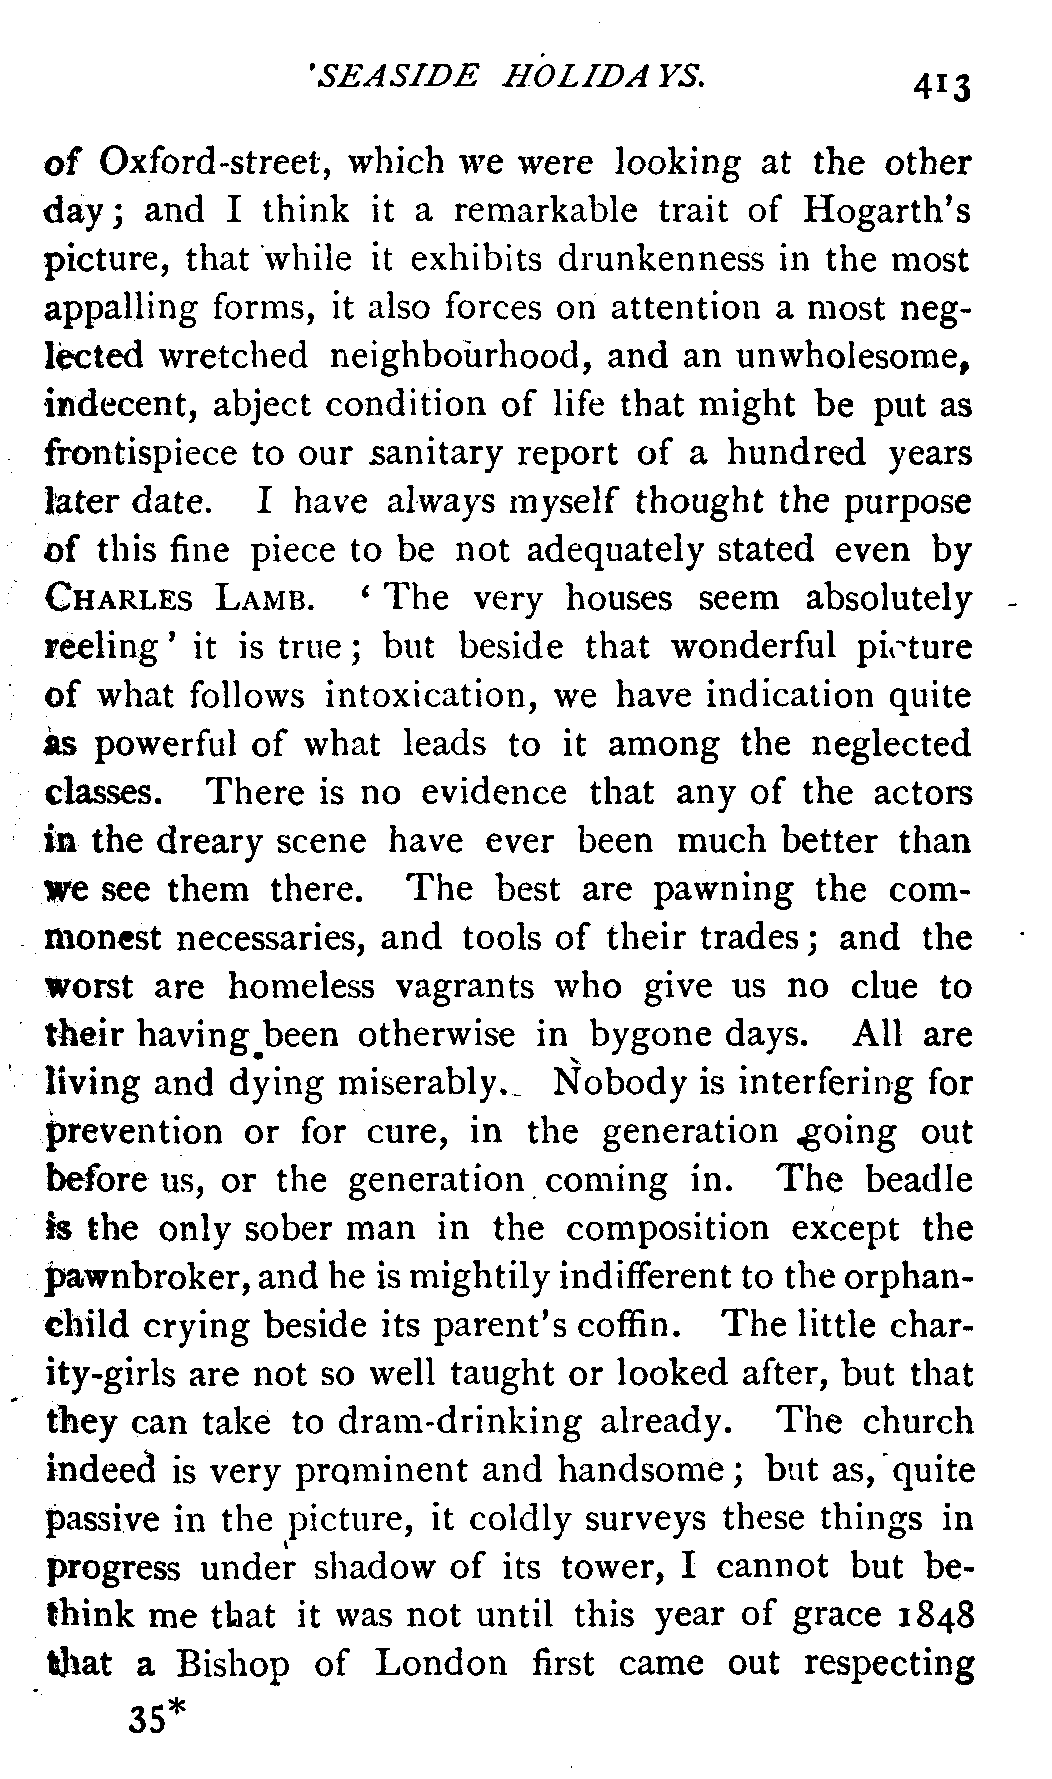 'SEASIDE HOLIDAYS. 413
of Oxford-street, which we were looking at the other
day; and I think it a remarkable trait of Hogarth's
picture, that while it exhibits drunkenness in the most
appalling forms, it also forces on attention a most neg-
lected wretched neighbourhood, and an unwholesome,
indecent, abject condition of life that might be put as
frontispiece to our sanitary report of a hundred years
later date. I have always myself thought the purpose
of this fine piece to be not adequately stated even by
CHARLES LAMB. ‘ The very houses seem absolutely
reeling ’ it is true; but beside that wonderful picture
of what follows intoxication, we have indication quite
as powerful of what leads to it among the neglected
classes. There is no evidence that any of the actors
in the dreary scene have ever been much better than
we see them there. The best are pawning the com-
monest necessaries, and tools of their trades; and the
worst are homeless vagrants who give us no clue to
their having been otherwise in bygone days. All are
living and dying miserably. Nobody is interfering for
prevention or for cure, in the generation going out
before us, or the generation coming in. The beadle
is the only sober man in the composition except the
pawnbroker, and he is mightily indifferent to the orphan-
child crying beside its parent's coffin. The little char-
ity-girls are not so well taught or looked after, but that
they can take to dram-drinking already. The church
indeed is very prominent and handsome; but as, quite
passive in the picture, it coldly surveys these things in
progress under shadow of its tower, I cannot but be-
think me that it was not until this year of grace 1848
that a Bishop of London first came out respecting
35*